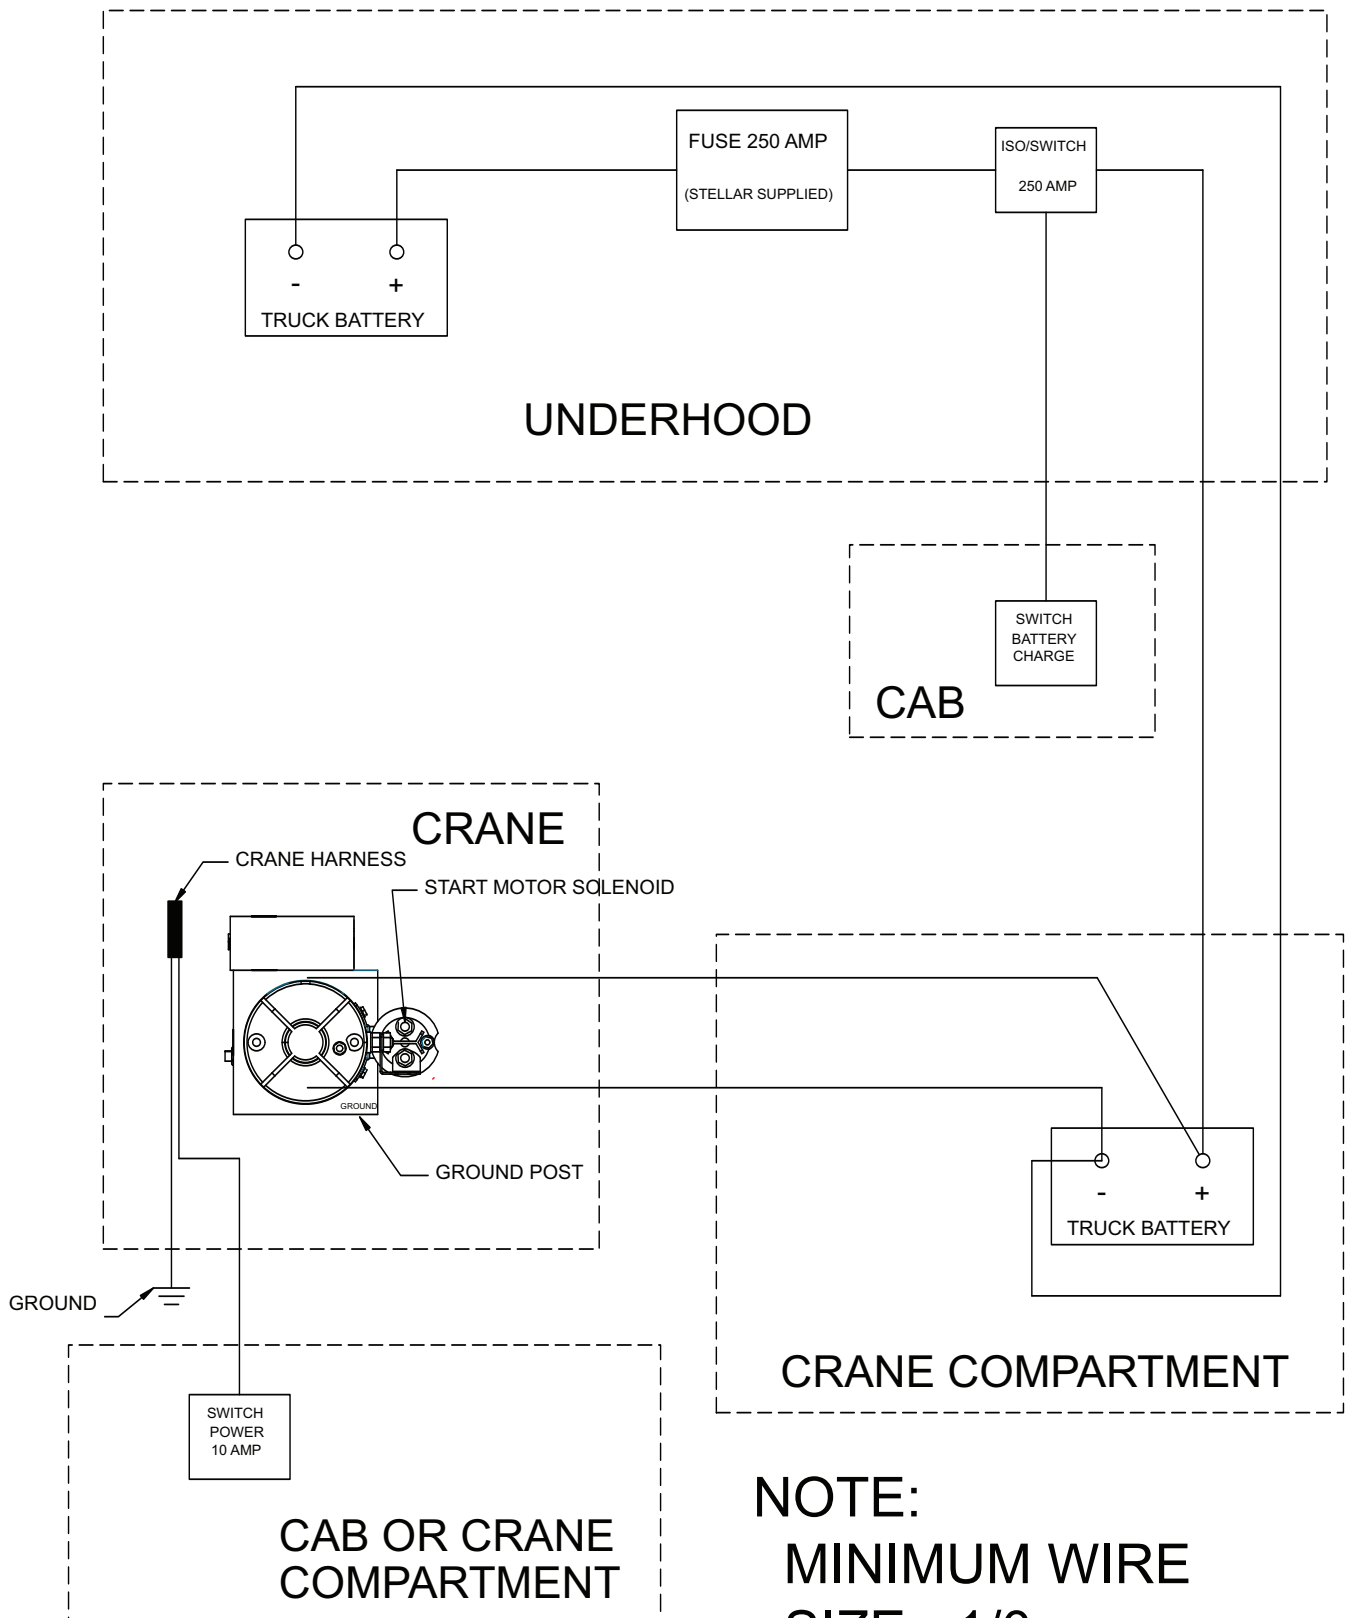 FUSE 250 AMP
(STELLAR SUPPLIED)
ISO/SWITCH
250 AMP
- +
TRUCK BATTERY
UNDERHOOD
SWITCH
BATTERY
CHARGE
CAB
CRANE
CRANE HARNESS
START MOTOR SOLENOID
GROUND
GROUND POST
- +
TRUCK BATTERY
GROUND
CRANE COMPARTMENT
SWITCH
POWER
10 AMP
CAB OR CRANE
COMPARTMENT
NOTE:
MINIMUM WIRE